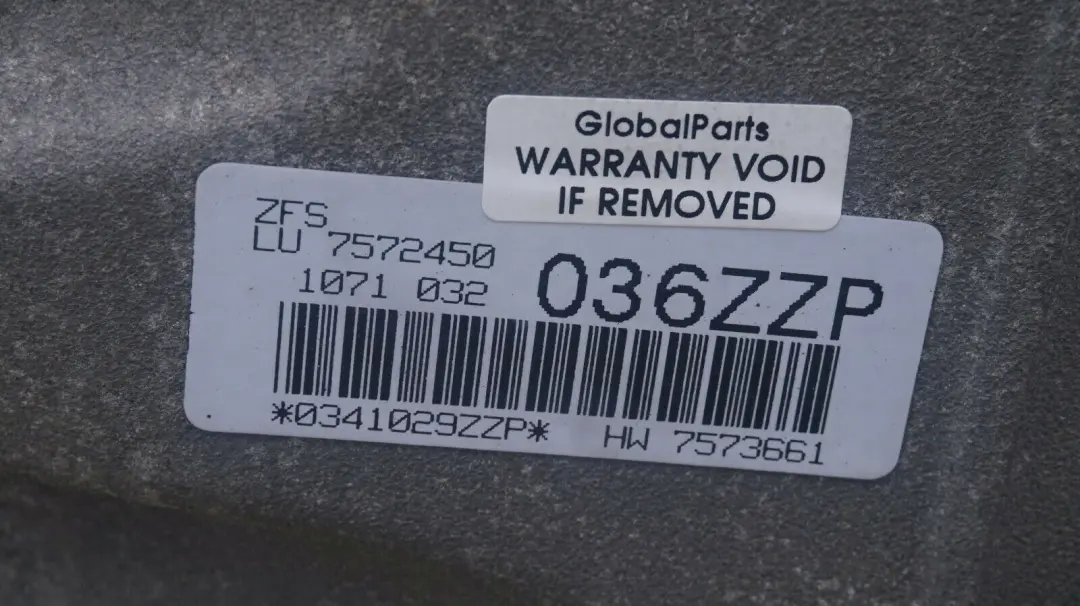 GlobalParts
WARRANTY VOID
IF REMOVED
ZFS
LU 7572450
1071 032
036ZZP
*0341029ZZP*
HW 7573661